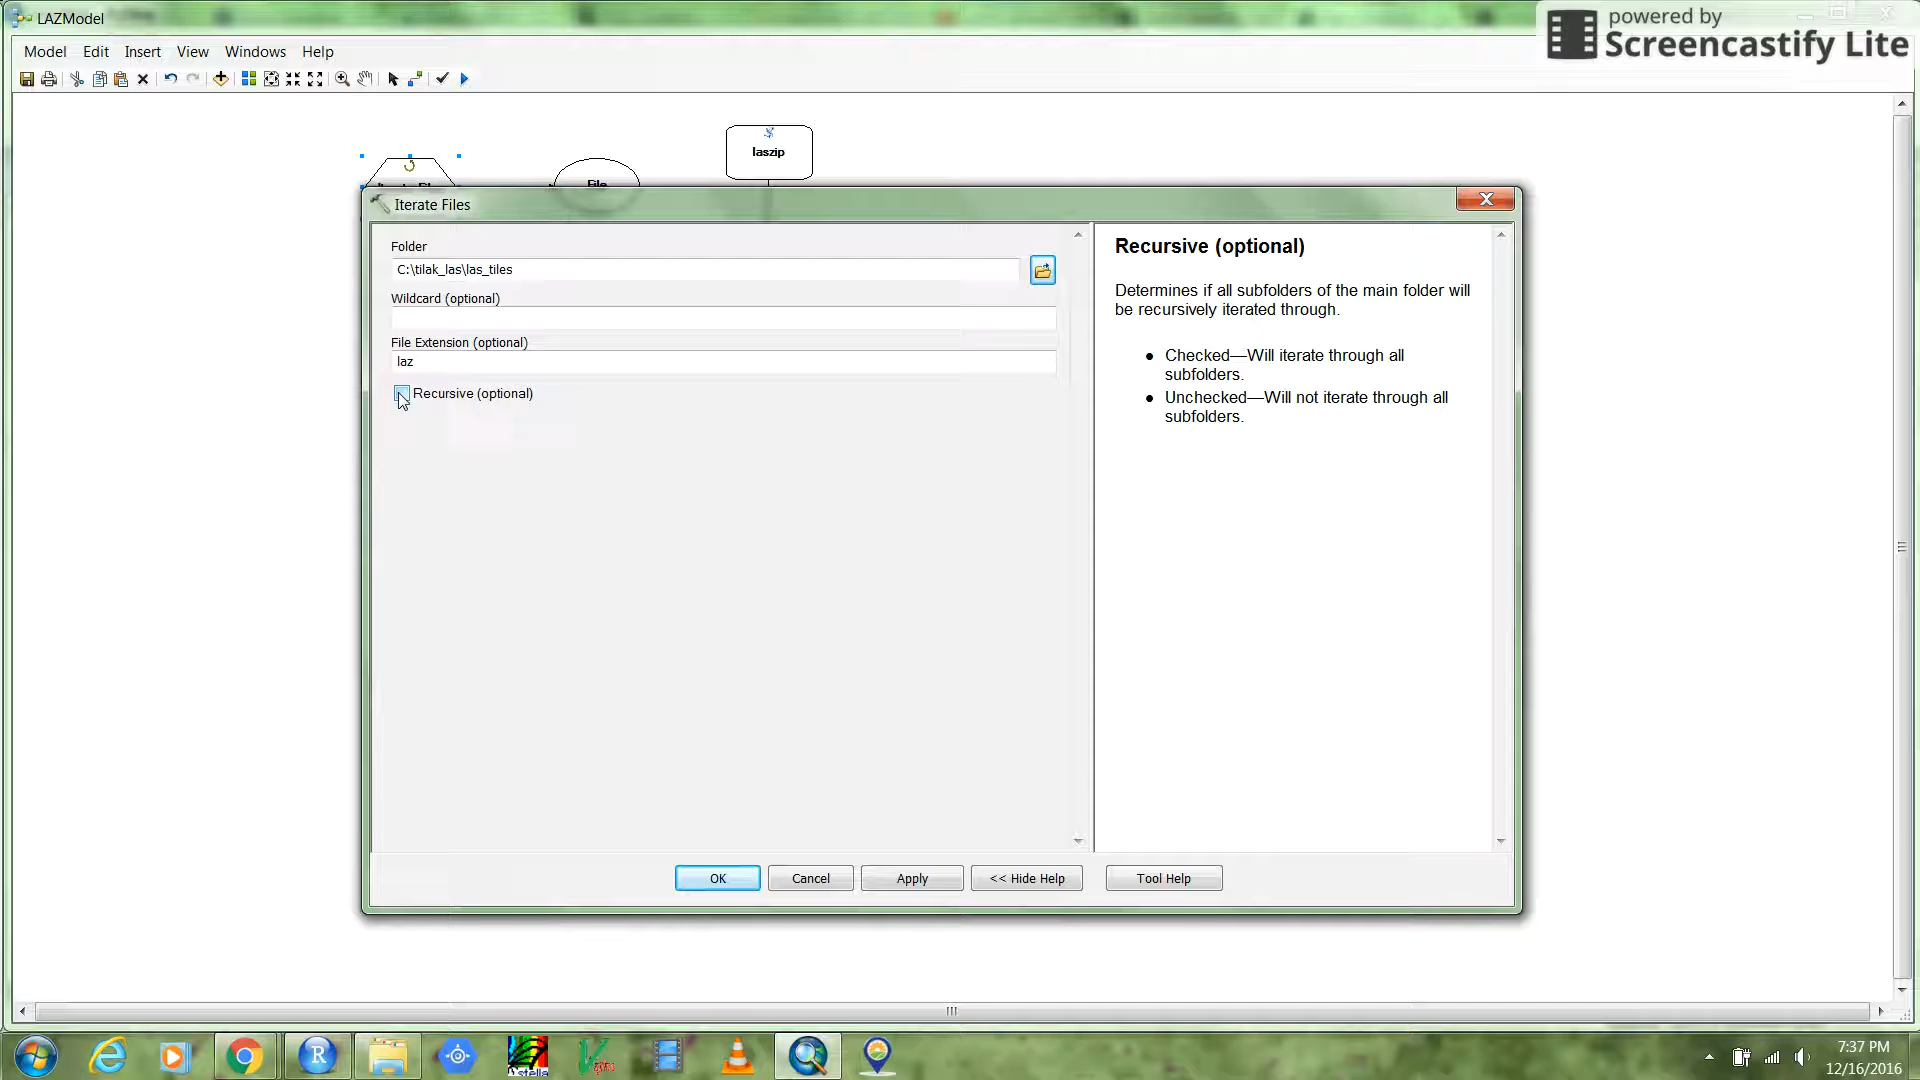 LAZModel
powered by
Screencastify Lite
Model Edit Insert View Windows Help
laszip
File
Iterate Files
Folder
C:\tilak_las\las_tiles
Wildcard (optional)
File Extension (optional)
laz
Recursive (optional)
Recursive (optional)
Determines if all subfolders of the main folder will
be recursively iterated through.
● Checked—Will iterate through all
subfolders.
● Unchecked—Will not iterate through all
subfolders.
OK Cancel Apply << Hide Help Tool Help
stella
7:37 PM
12/16/2016